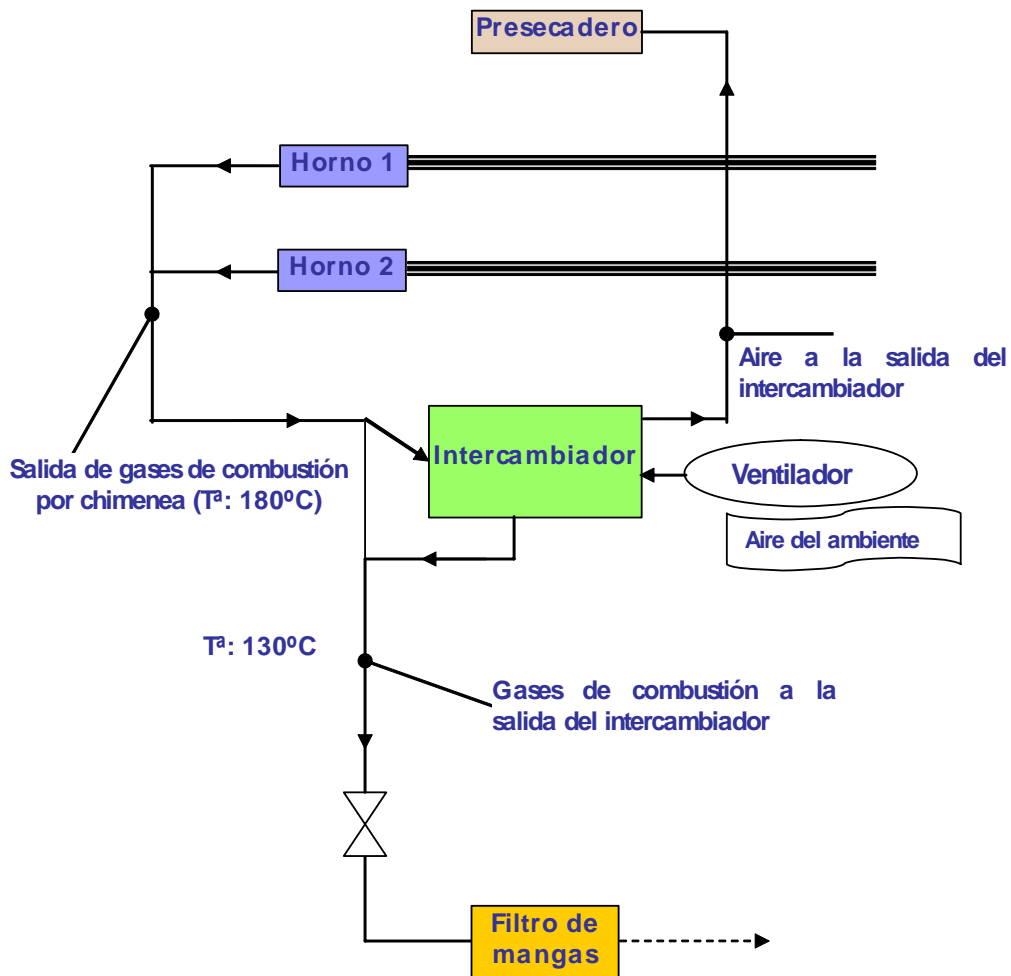 Presecadero
Horno 1
Horno 2
Aire a la salida del
intercambiador
Intercambiador
Salida de gases de combustión
por chimenea (Tª: 180ºC)
Ventilador
Aire del ambiente
Tª: 130ºC
Gases de combustión a la
salida del intercambiador
Filtro de
mangas